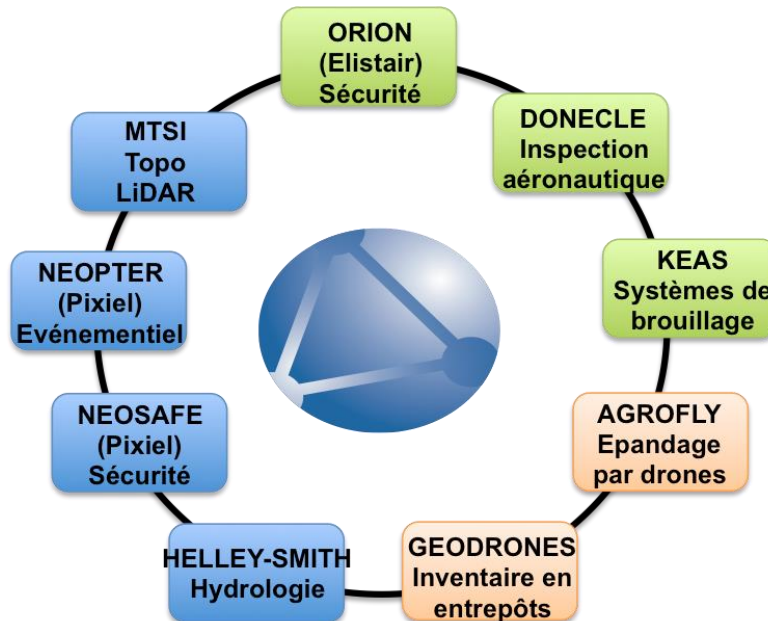 ORION
(Elistair)
Sécurité
DONECLE
Inspection
aéronautique
KEAS
Systèmes de
brouillage
AGROFLY
Epandage
par drones
GEODRONES
Inventaire en
entrepôts
HELLEY-SMITH
Hydrologie
NEOSAFE
(Pixiel)
Sécurité
NEOPTER
(Pixiel)
Evénementiel
MTSI
Topo
LiDAR